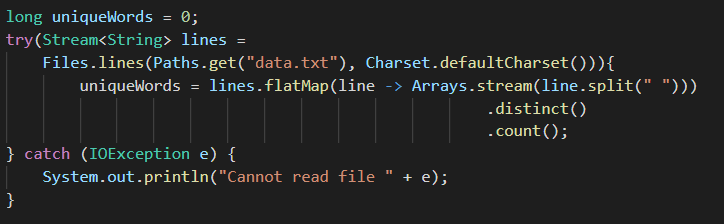 long uniqueWords = 0;
try(Stream<String> lines =
    Files.lines(Paths.get("data.txt"), Charset.defaultCharset())){
        uniqueWords = lines.flatMap(line -> Arrays.stream(line.split(" ")))
                                                     .distinct()
                                                     .count();
} catch (IOException e) {
    System.out.println("Cannot read file " + e);
}